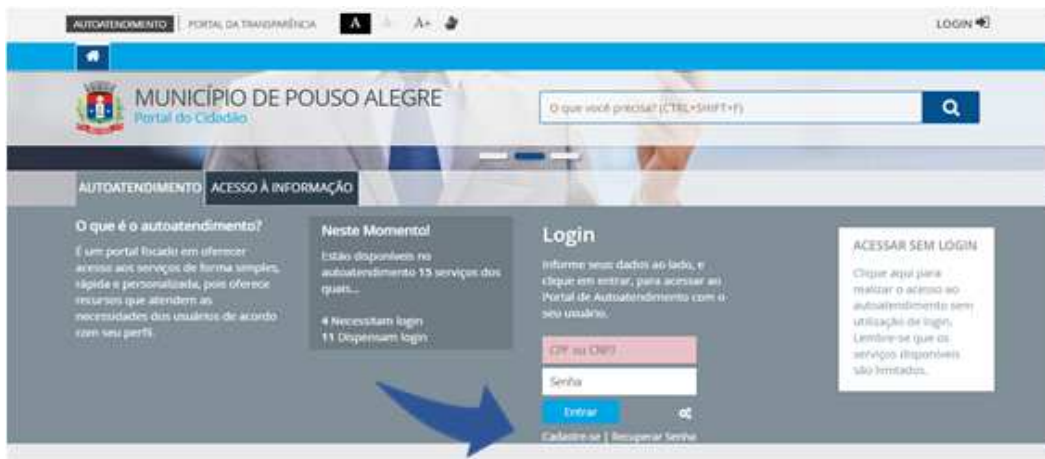 AUTOATENDIMENTO
PORTAL DA TRANSPARÊNCIA
A
A+
LOGIN
MUNICÍPIO DE POUSO ALEGRE
Portal do Cidadão
O que você precisa? (CTRL+SHIFT+F)
AUTOATENDIMENTO
ACESSO À INFORMAÇÃO
O que é o autoatendimento?
É um portal focado em oferecer
acesso aos serviços de forma simples,
rápida e personalizada, pois oferece
recursos que atendem as
necessidades dos usuários de acordo
com seu perfil.
Neste Momento!
Estão disponíveis no
autoatendimento 15 serviços dos
quais...
4 Necessitam login
11 Dispensam login
Login
Informe seus dados ao lado, e
clique em entrar, para acessar ao
Portal de Autoatendimento com o
seu usuário.
CPF ou CNPJ
Senha
Entrar
Cadastre-se | Recuperar Senha
ACESSAR SEM LOGIN
Clique aqui para
realizar o acesso ao
autoatendimento sem
utilização de login.
Lembre-se que os
serviços disponíveis
são limitados.